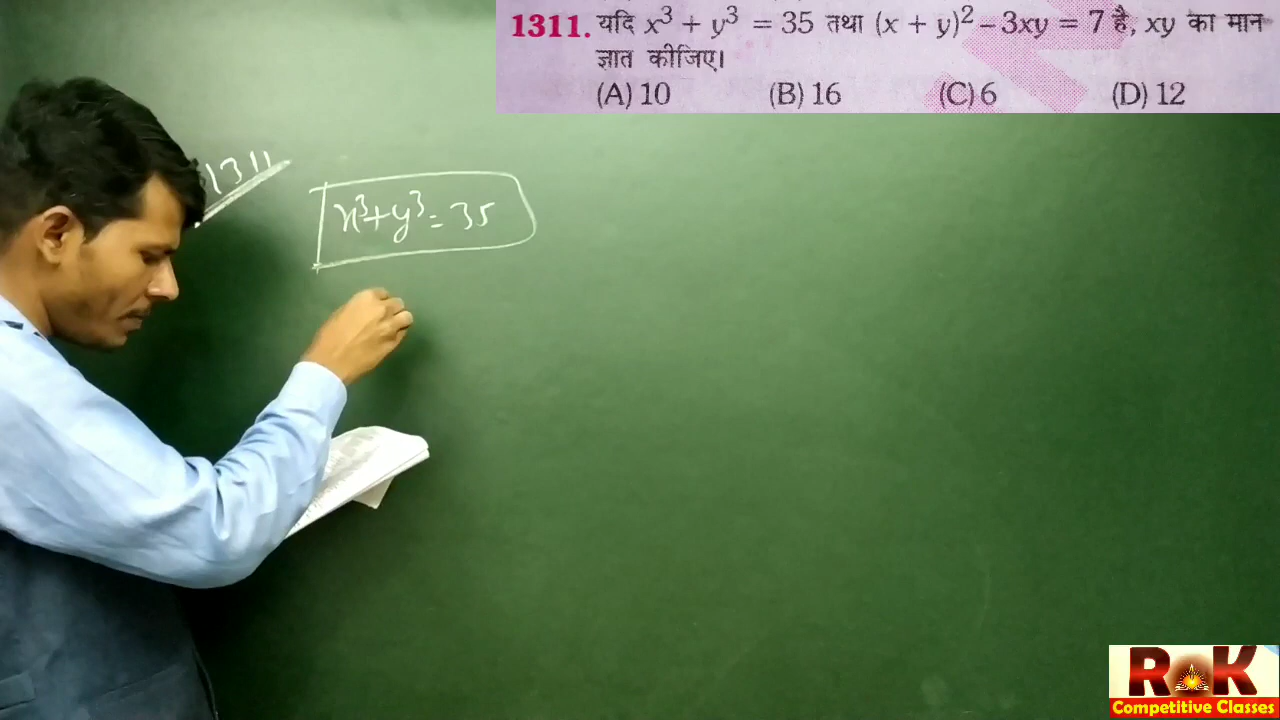 1311. यदि x³ + y³ = 35 तथा (x + y)² – 3xy = 7 है, xy का मान
ज्ञात कीजिए।
(A) 10 (B) 16 (C) 6 (D) 12
1311
x³+y³=35
RK
Competitive Classes